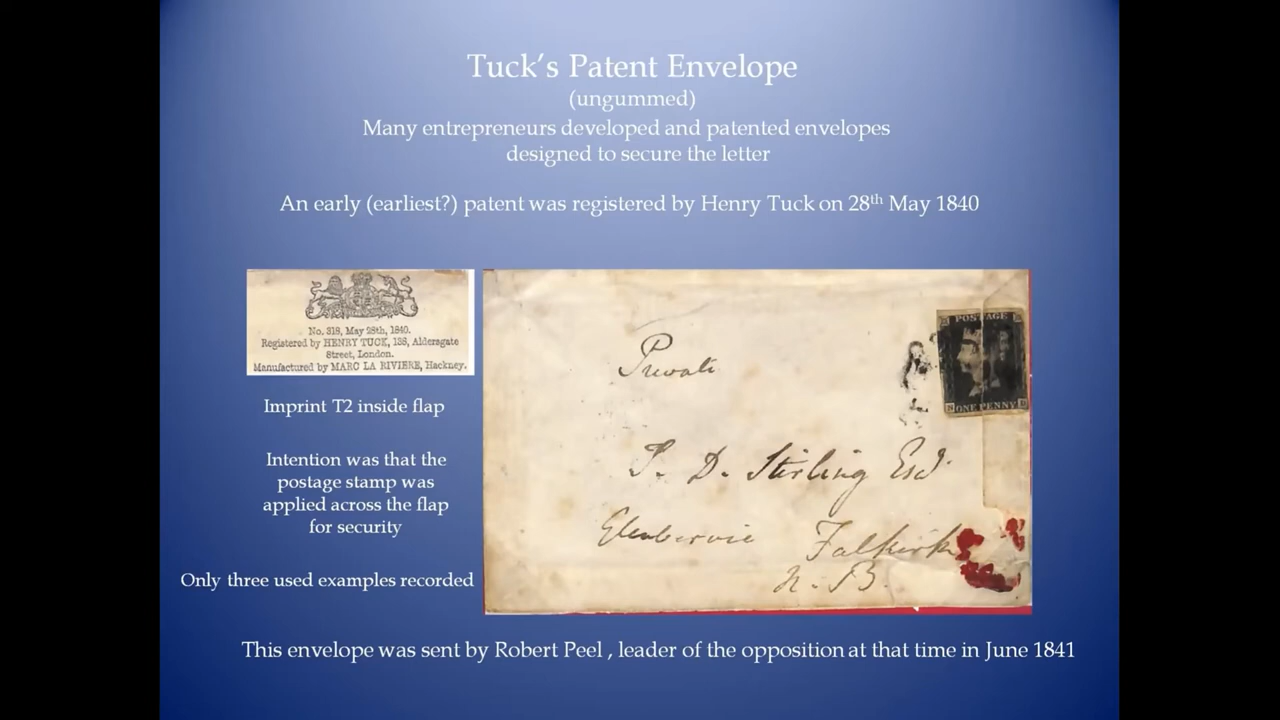 Tuck's Patent Envelope
(ungummed)
Many entrepreneurs developed and patented envelopes
designed to secure the letter
An early (earliest?) patent was registered by Henry Tuck on 28th May 1840
No. 318, May 28th, 1840.
Registered by HENRY TUCK, 138, Aldersgate
Street, London.
Manufactured by MARC LA RIVIERE, Hackney.
Imprint T2 inside flap
Intention was that the
postage stamp was
applied across the flap
for security
Only three used examples recorded
POSTAGE
ONE PENNY
Private
D. Stirling Esqr
Glenbervie Falkirk
N. B.
This envelope was sent by Robert Peel , leader of the opposition at that time in June 1841